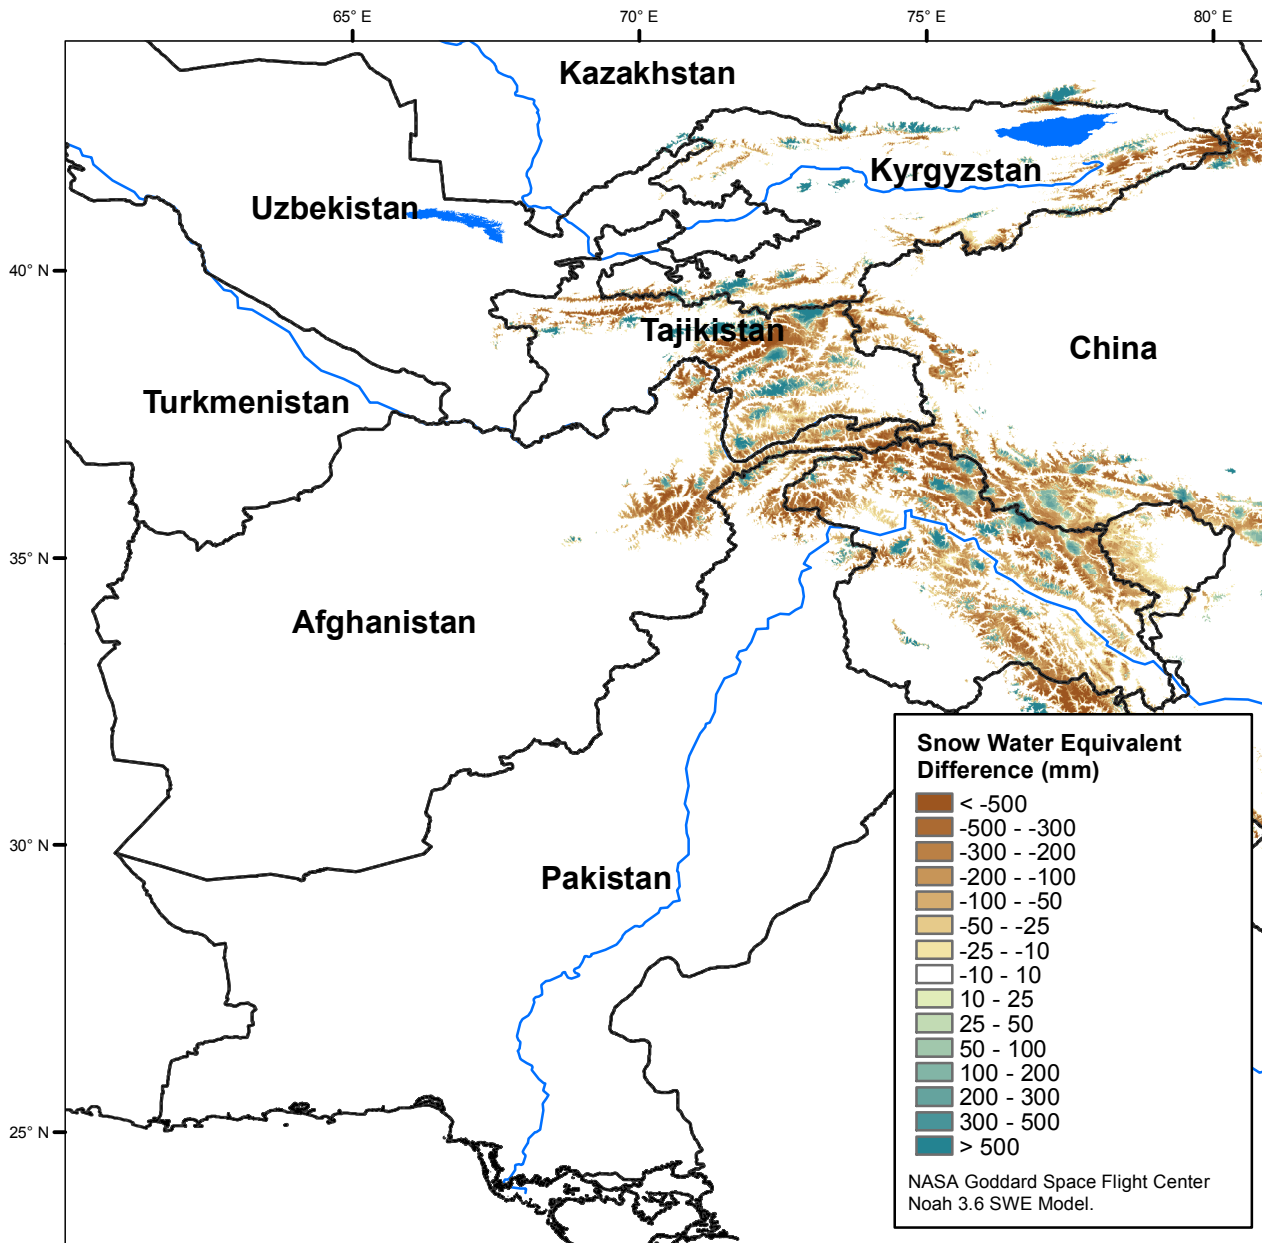 65° E
70° E
75° E
80° E
Kazakhstan
Kyrgyzstan
Uzbekistan
40° N
Tajikistan
China
Turkmenistan
35° N
Afghanistan
Snow Water Equivalent
Difference (mm)
< -500
-500 - -300
-300 - -200
-200 - -100
-100 - -50
-50 - -25
-25 - -10
-10 - 10
10 - 25
25 - 50
50 - 100
100 - 200
200 - 300
300 - 500
> 500
30° N
Pakistan
25° N
NASA Goddard Space Flight Center
Noah 3.6 SWE Model.